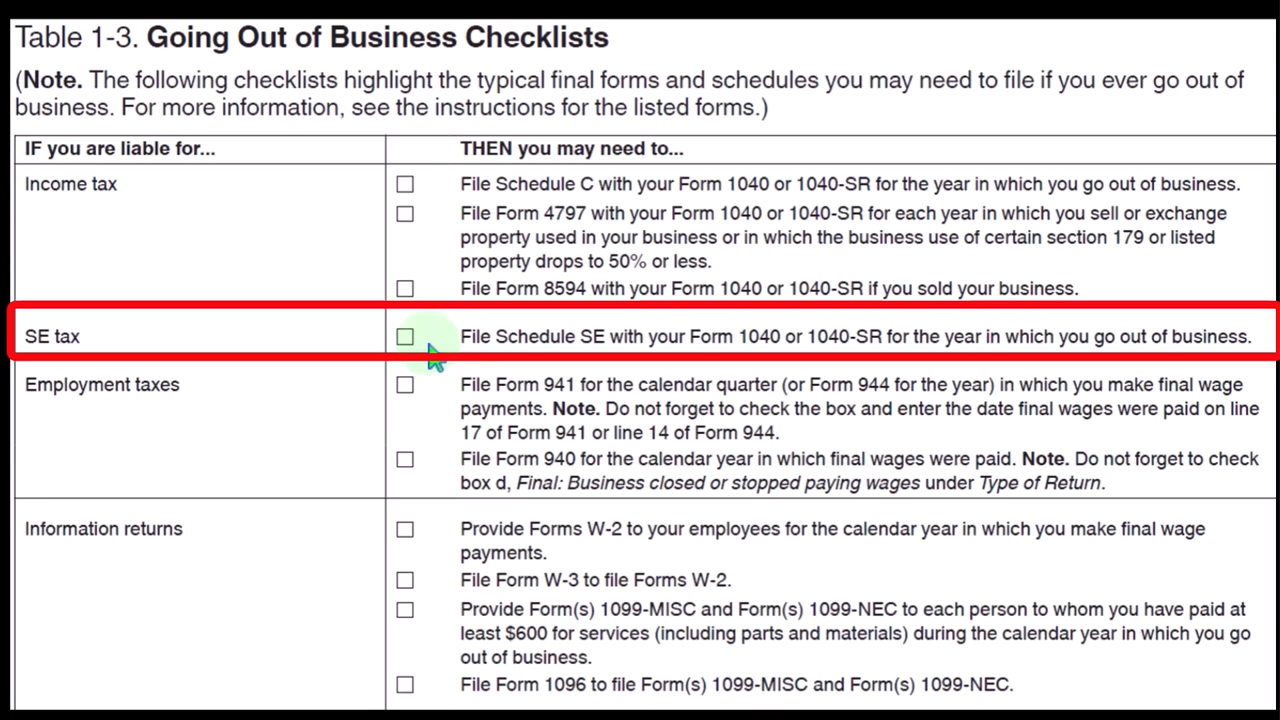 Table 1-3. Going Out of Business Checklists
(Note. The following checklists highlight the typical final forms and schedules you may need to file if you ever go out of
business. For more information, see the instructions for the listed forms.)
IF you are liable for...
THEN you may need to...
Income tax
File Schedule C with your Form 1040 or 1040-SR for the year in which you go out of business.
File Form 4797 with your Form 1040 or 1040-SR for each year in which you sell or exchange
property used in your business or in which the business use of certain section 179 or listed
property drops to 50% or less.
File Form 8594 with your Form 1040 or 1040-SR if you sold your business.
SE tax
File Schedule SE with your Form 1040 or 1040-SR for the year in which you go out of business.
Employment taxes
File Form 941 for the calendar quarter (or Form 944 for the year) in which you make final wage
payments. Note. Do not forget to check the box and enter the date final wages were paid on line
17 of Form 941 or line 14 of Form 944.
File Form 940 for the calendar year in which final wages were paid. Note. Do not forget to check
box d, Final: Business closed or stopped paying wages under Type of Return.
Information returns
Provide Forms W-2 to your employees for the calendar year in which you make final wage
payments.
File Form W-3 to file Forms W-2.
Provide Form(s) 1099-MISC and Form(s) 1099-NEC to each person to whom you have paid at
least $600 for services (including parts and materials) during the calendar year in which you go
out of business.
File Form 1096 to file Form(s) 1099-MISC and Form(s) 1099-NEC.